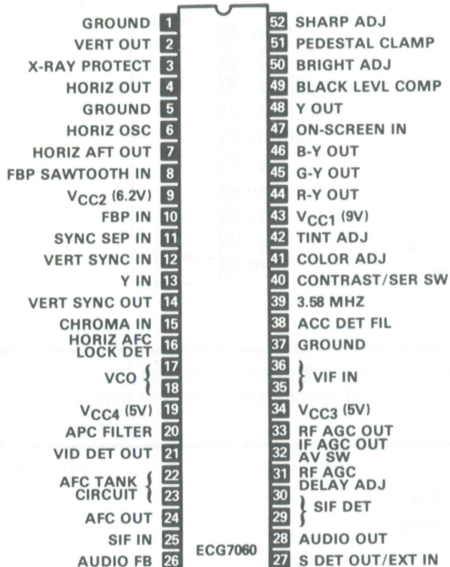 GROUND 1
VERT OUT 2
X-RAY PROTECT 3
HORIZ OUT 4
GROUND 5
HORIZ OSC 6
HORIZ AFT OUT 7
FBP SAWTOOTH IN 8
VCC2 (6.2V) 9
FBP IN 10
SYNC SEP IN 11
VERT SYNC IN 12
Y IN 13
VERT SYNC OUT 14
CHROMA IN 15
HORIZ AFC
LOCK DET 16
VCO { 17
18
VCC4 (5V) 19
APC FILTER 20
VID DET OUT 21
AFC TANK
CIRCUIT { 22
23
AFC OUT 24
SIF IN 25
AUDIO FB 26
ECG7060
52 SHARP ADJ
51 PEDESTAL CLAMP
50 BRIGHT ADJ
49 BLACK LEVL COMP
48 Y OUT
47 ON-SCREEN IN
46 B-Y OUT
45 G-Y OUT
44 R-Y OUT
43 VCC1 (9V)
42 TINT ADJ
41 COLOR ADJ
40 CONTRAST/SER SW
39 3.58 MHZ
38 ACC DET FIL
37 GROUND
36
35 } VIF IN
34 VCC3 (5V)
33 RF AGC OUT
32 IF AGC OUT
AV SW
31 RF AGC
DELAY ADJ
30
29 } SIF DET
28 AUDIO OUT
27 S DET OUT/EXT IN